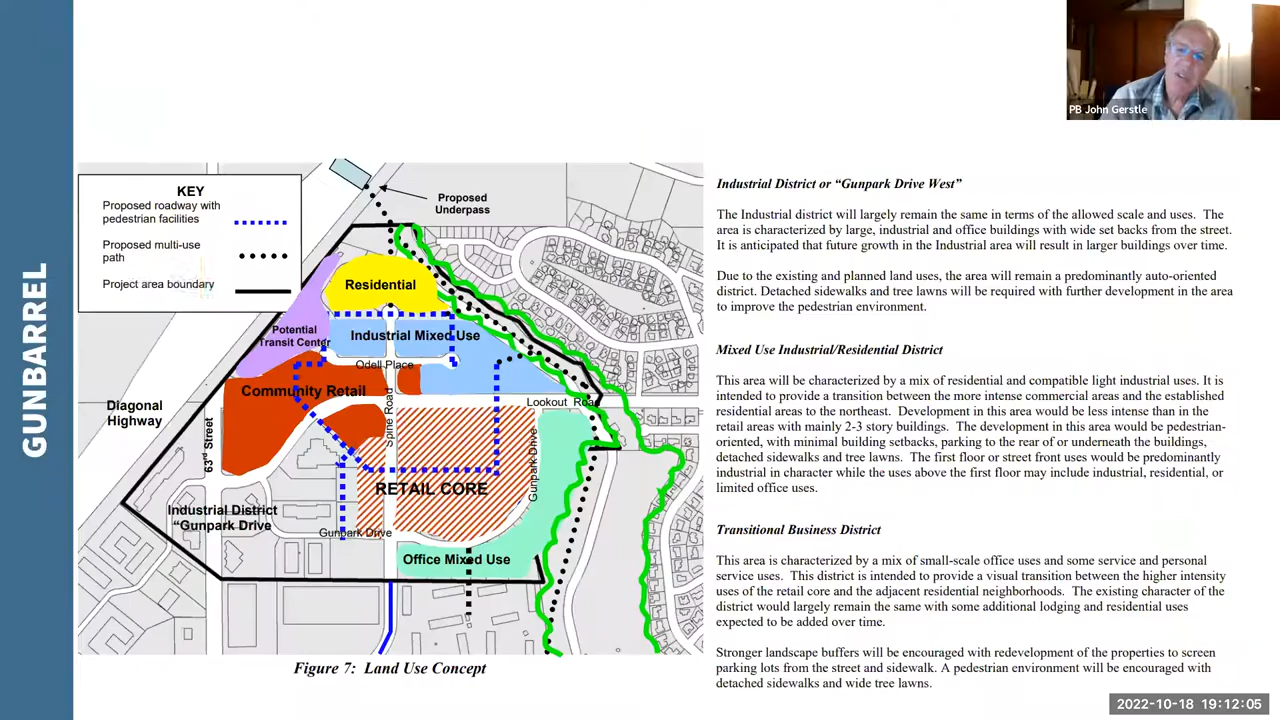 GUNBARREL
PB John Gerstle
KEY
Proposed roadway with
pedestrian facilities
Proposed multi-use
path
Project area boundary
Proposed
Underpass
Residential
Potential
Transit Center
Industrial Mixed Use
Odell Place
Community Retail
Lookout Road
Diagonal
Highway
63rd Street
Spine Road
Gunpark Drive
RETAIL CORE
Industrial District
“Gunpark Drive
Gunpark Drive
Office Mixed Use
Figure 7: Land Use Concept
Industrial District or “Gunpark Drive West”
The Industrial district will largely remain the same in terms of the allowed scale and uses. The
area is characterized by large, industrial and office buildings with wide set backs from the street.
It is anticipated that future growth in the Industrial area will result in larger buildings over time.
Due to the existing and planned land uses, the area will remain a predominantly auto-oriented
district. Detached sidewalks and tree lawns will be required with further development in the area
to improve the pedestrian environment.
Mixed Use Industrial/Residential District
This area will be characterized by a mix of residential and compatible light industrial uses. It is
intended to provide a transition between the more intense commercial areas and the established
residential areas to the northeast. Development in this area would be less intense than in the
retail areas with mainly 2-3 story buildings. The development in this area would be pedestrian-
oriented, with minimal building setbacks, parking to the rear of or underneath the buildings,
detached sidewalks and tree lawns. The first floor or street front uses would be predominantly
industrial in character while the uses above the first floor may include industrial, residential, or
limited office uses.
Transitional Business District
This area is characterized by a mix of small-scale office uses and some service and personal
service uses. This district is intended to provide a visual transition between the higher intensity
uses of the retail core and the adjacent residential neighborhoods. The existing character of the
district would largely remain the same with some additional lodging and residential uses
expected to be added over time.
Stronger landscape buffers will be encouraged with redevelopment of the properties to screen
parking lots from the street and sidewalk. A pedestrian environment will be encouraged with
detached sidewalks and wide tree lawns.
2022-10-18 19:12:05